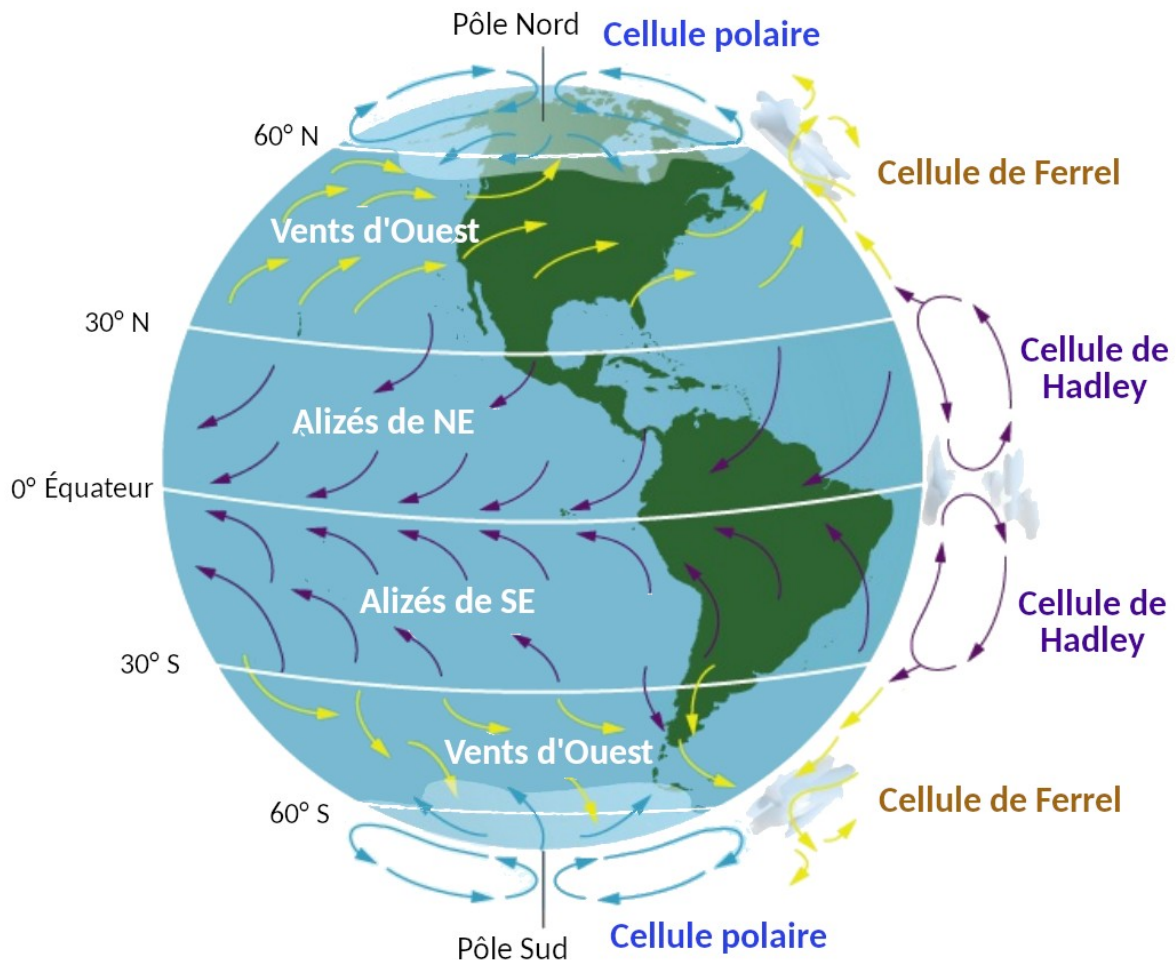 Pôle Nord
Cellule polaire
60° N
Cellule de Ferrel
Vents d'Ouest
30° N
Cellule de
Hadley
Alizés de NE
0° Équateur
Alizés de SE
Cellule de
Hadley
30° S
Vents d'Ouest
60° S
Cellule de Ferrel
Pôle Sud
Cellule polaire